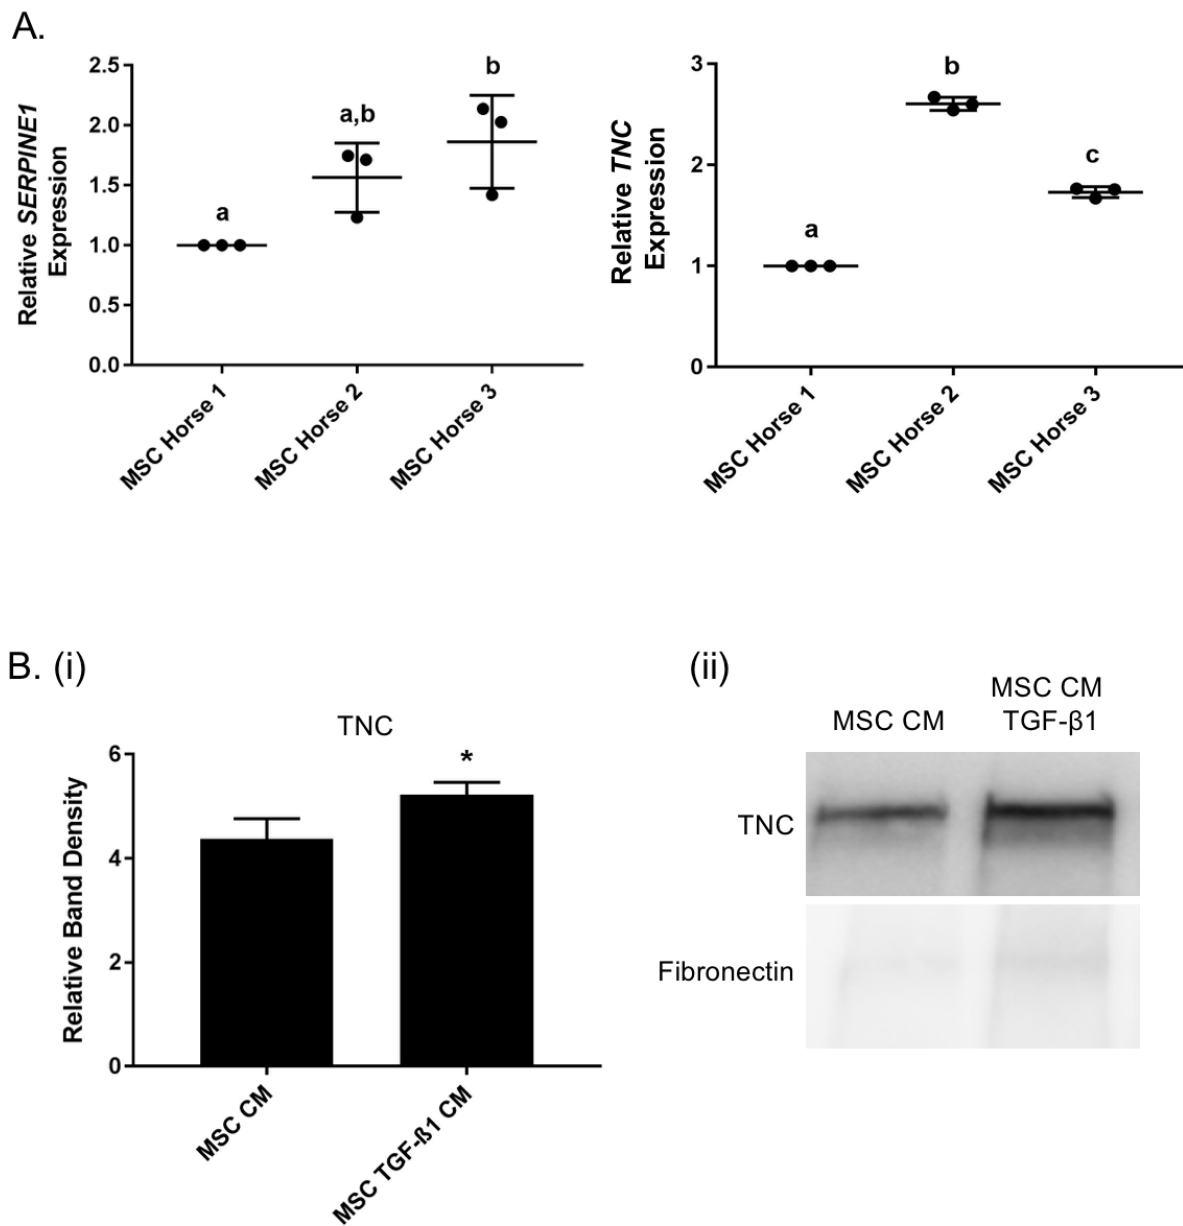 A.
Relative SERPINE1
Expression
2.5
2.0
1.5
1.0
0.5
0.0
a
a,b
b
MSC Horse 1
MSC Horse 2
MSC Horse 3
Relative TNC
Expression
3
2
1
0
a
b
c
MSC Horse 1
MSC Horse 2
MSC Horse 3
B. (i)
TNC
Relative Band Density
6
4
2
0
*
MSC CM
MSC TGF-ß1 CM
(ii)
MSC CM
MSC CM
TGF-β1
TNC
Fibronectin